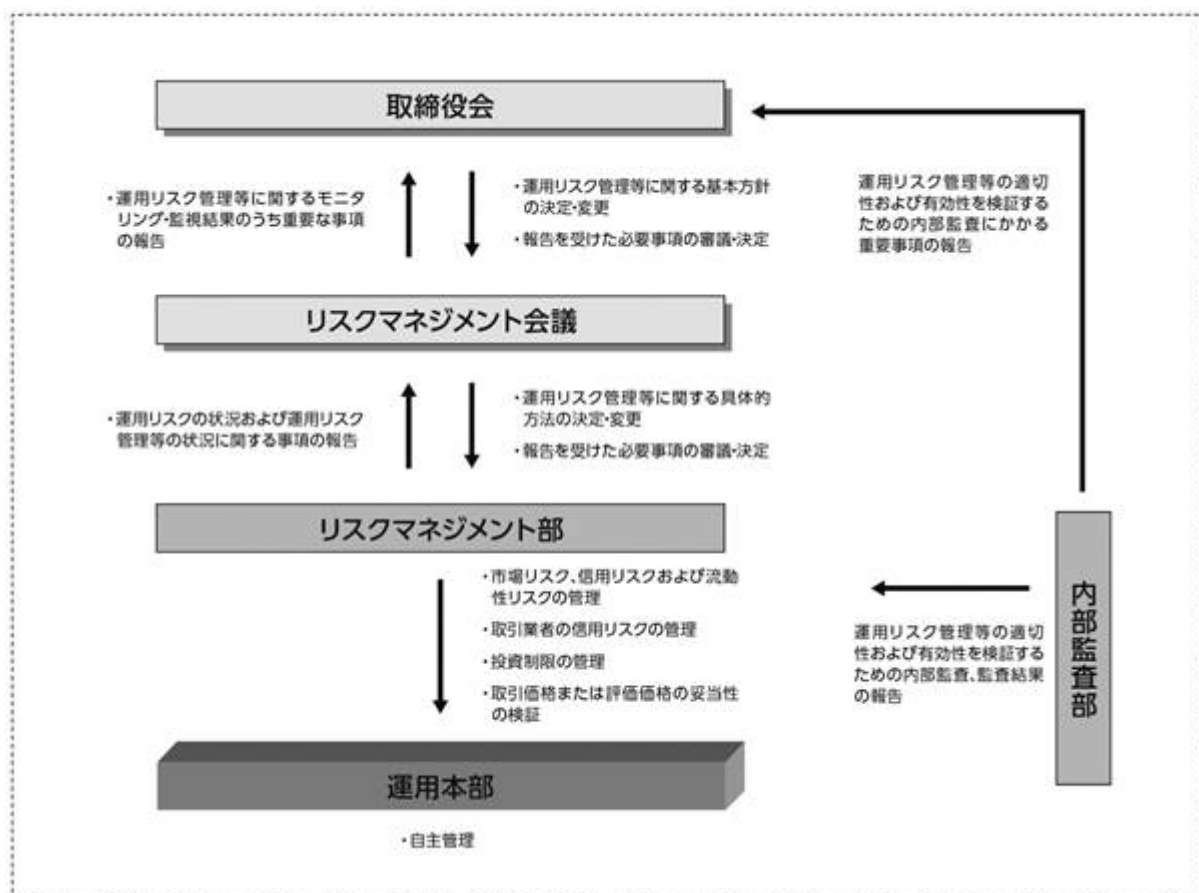 取締役会
・運用リスク管理等に関するモニタ
リング・監視結果のうち重要な事項
の報告
・運用リスク管理等に関する基本方針
の決定・変更
・報告を受けた必要事項の審議・決定
運用リスク管理等の適切
性および有効性を検証する
ための内部監査にかかる
重要事項の報告
リスクマネジメント会議
・運用リスクの状況および運用リスク
管理等の状況に関する事項の報告
・運用リスク管理等に関する具体的
方法の決定・変更
・報告を受けた必要事項の審議・決定
リスクマネジメント部
・市場リスク、信用リスクおよび流動
性リスクの管理
・取引業者の信用リスクの管理
・投資制限の管理
・取引価格または評価価格の妥当性
の検証
運用リスク管理等の適切
性および有効性を検証する
ための内部監査、監査結果
の報告
内部監査部
運用本部
・自主管理